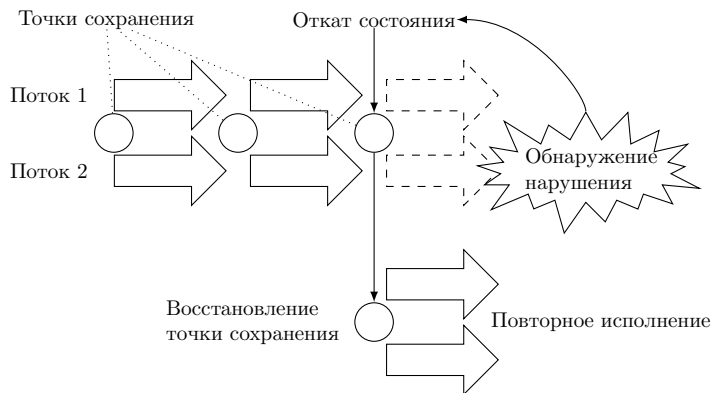 Точки сохранения
Откат состояния
Поток 1
Поток 2
Обнаружение
нарушения
Восстановление
точки сохранения
Повторное исполнение